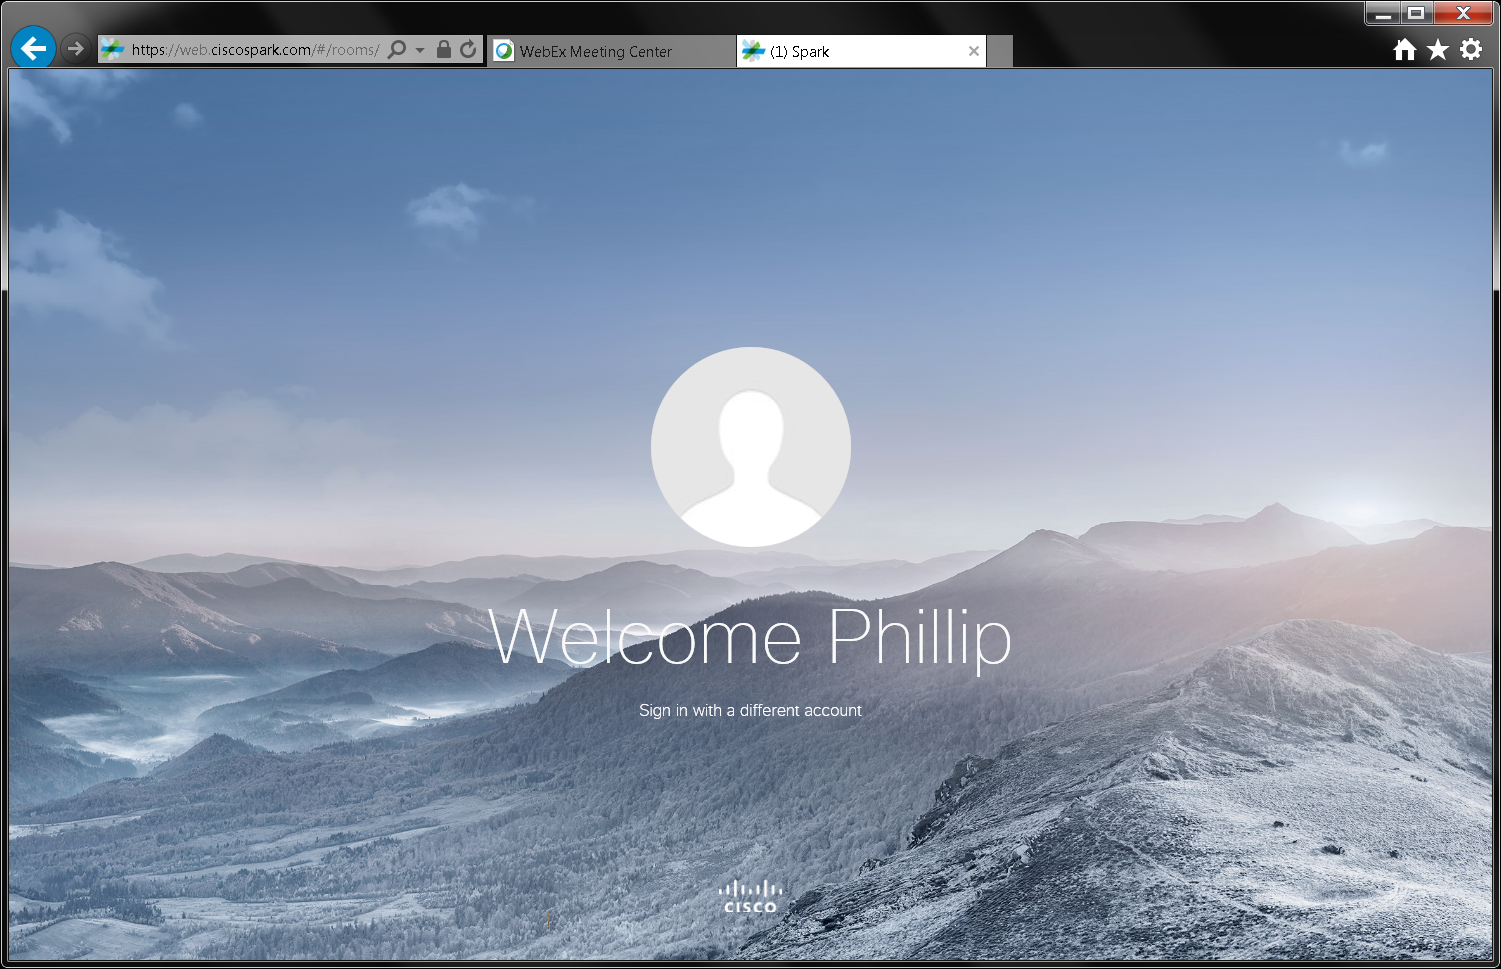 https://web.ciscospark.com/#/rooms/
WebEx Meeting Center
(1) Spark
Welcome Phillip
Sign in with a different account
CISCO